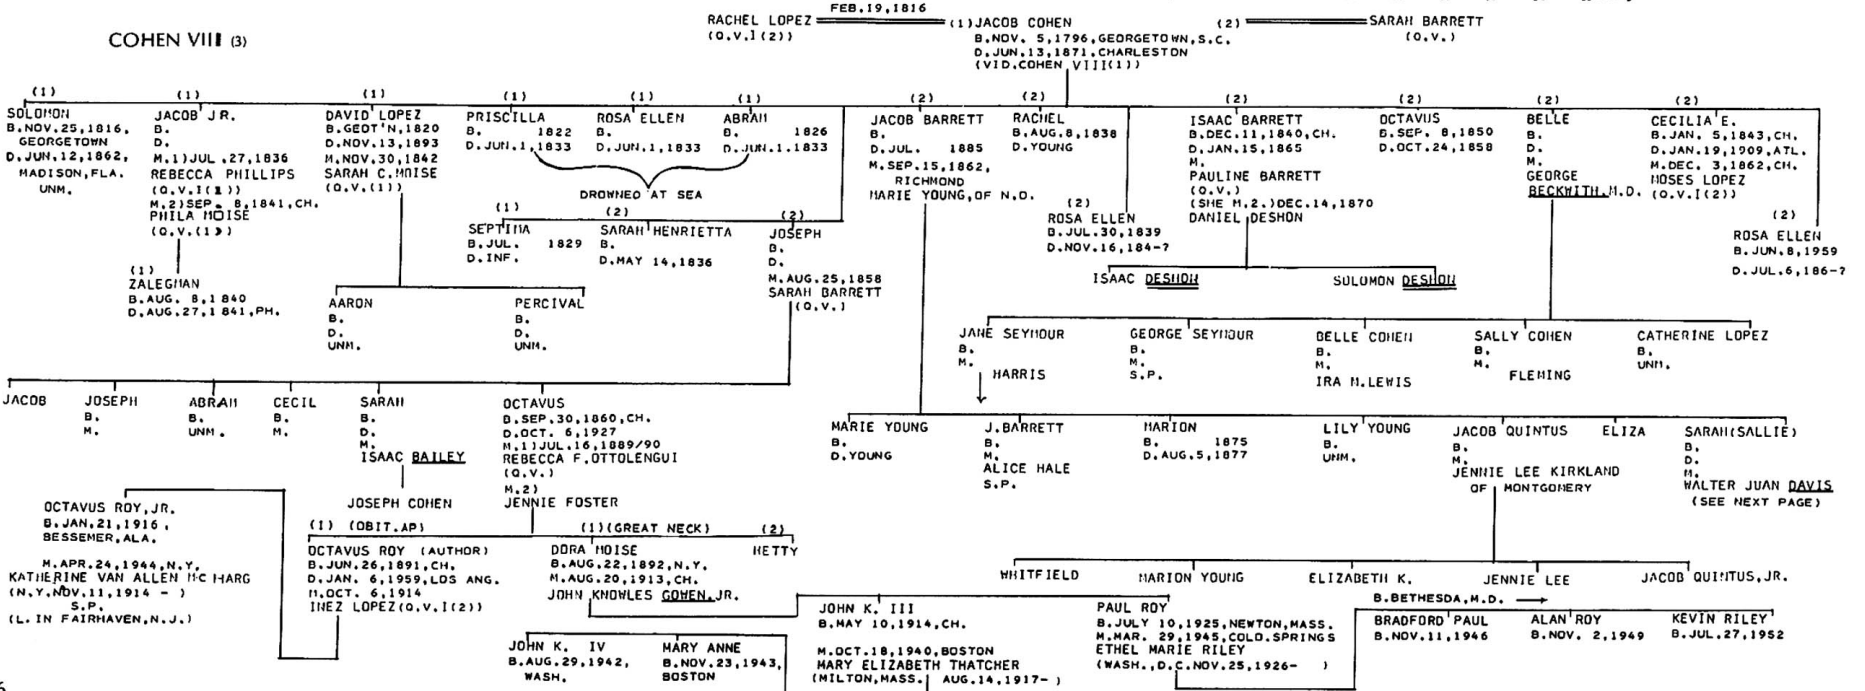 COHEN VIII (3)
FEB.19,1816
RACHEL LOPEZ
(Q.V.I(2))
(1)JACOB COHEN
B.NOV. 5,1796,GEORGETOWN,S.C.
D.JUN.13,1871,CHARLESTON
(VID.COHEN VIII(1))
(2)
SARAH BARRETT
(Q.V.)
(1)
SOLOMON
B.NOV.25,1816,
GEORGETOWN
D.JUN.12,1862,
MADISON,FLA.
UNM.
(1)
JACOB JR.
B.
D.
M.1)JUL.27,1836
REBECCA PHILLIPS
(Q.V.I(1))
M.2)SEP. 8,1841,CH.
PHILA MOISE
(Q.V.(1))
(1)
DAVID LOPEZ
B.GEOT'N,1820
D.NOV.13,1893
M.NOV.30,1842
SARAH C.MOISE
(Q.V.(1))
(1)
PRISCILLA
B. 1822
D.JUN.1,1833
(1)
ROSA ELLEN
B.
D.JUN.1,1833
(1)
ABRAM
B. 1826
D.JUN.1.1833
DROWNED AT SEA
(2)
JACOB BARRETT
B.
D.JUL. 1885
M.SEP.15,1862,
RICHMOND
MARIE YOUNG,OF N.O.
(2)
RACHEL
B.AUG.8,1838
D.YOUNG
(2)
ISAAC BARRETT
B.DEC.11,1840,CH.
D.JAN.15,1865
M.
PAULINE BARRETT
(Q.V.)
(SHE M.2.)DEC.14,1870
DANIEL DESHON
(2)
OCTAVUS
B.SEP. 8,1850
D.OCT.24,1858
(2)
BELLE
B.
D.
M.
GEORGE
BECKWITH.M.D.
(2)
CECILIA E.
B.JAN. 5,1843,CH.
D.JAN.19,1909,ATL.
M.DEC. 3,1862,CH.
MOSES LOPEZ
(Q.V.I(2))
(1)
SEPTIMA
B.JUL. 1829
D.INF.
(2)
SARAH HENRIETTA
B.
D.MAY 14,1836
(2)
JOSEPH
B.
D.
M.AUG.25,1858
SARAH BARRETT
(Q.V.)
(2)
ROSA ELLEN
B.JUL.30,1839
D.NOV.16,184-?
(2)
ROSA ELLEN
B.JUN.8,1959
D.JUL.6,186-?
(1)
ZALEGMAN
B.AUG. 8,1840
D.AUG.27,1841,PH.
AARON
B.
D.
UNM.
PERCIVAL
B.
D.
UNM.
ISAAC DESHON
SOLOMON DESHON
JANE SEYMOUR
B.
M.
HARRIS
GEORGE SEYMOUR
B.
M.
S.P.
BELLE COHEN
B.
M.
IRA M.LEWIS
SALLY COHEN
B.
M.
FLEMING
CATHERINE LOPEZ
B.
UNM.
JACOB
JOSEPH
B.
M.
ABRAM
B.
UNM.
CECIL
B.
M.
SARAH
B.
D.
M.
ISAAC BAILEY
JOSEPH COHEN
OCTAVUS
B.SEP.30,1860,CH.
D.OCT. 6,1927
M.1)JUL.16,1889/90
REBECCA F.OTTOLENGUI
(Q.V.)
M.2)
JENNIE FOSTER
MARIE YOUNG
B.
D.YOUNG
J.BARRETT
B.
M.
ALICE HALE
S.P.
MARION
B. 1875
D.AUG.5,1877
LILY YOUNG
B.
UNM.
JACOB QUINTUS
B.
M.
JENNIE LEE KIRKLAND
OF MONTGOMERY
ELIZA
SARAH(SALLIE)
B.
D.
M.
WALTER JUAN DAVIS
(SEE NEXT PAGE)
OCTAVUS ROY,JR.
B.JAN.21,1916,
BESSEMER,ALA.
M.APR.24,1944,N.Y.
KATHERINE VAN ALLEN MC HARG
(N.Y.NOV.11,1914 - )
S.P.
(L. IN FAIRHAVEN,N.J.)
(1) (OBIT.AP)
OCTAVUS ROY (AUTHOR)
B.JUN.26,1891,CH.
D.JAN. 6,1959,LOS ANG.
M.OCT. 6,1914
INEZ LOPEZ(Q.V.I(2))
(1)(GREAT NECK)
DORA MOISE
B.AUG.22,1892,N.Y.
M.AUG.20,1913,CH.
JOHN KNOWLES GOWEN.JR.
(2)
HETTY
WHITFIELD
MARION YOUNG
ELIZABETH K.
JENNIE LEE
JACOB QUINTUS,JR.
B.BETHESDA,M.D.
JOHN K. IV
B.AUG.29,1942,
WASH.
MARY ANNE
B.NOV.23,1943,
BOSTON
JOHN K. III
B.MAY 10,1914,CH.
M.OCT.18,1940,BOSTON
MARY ELIZABETH THATCHER
(MILTON,MASS. AUG.14,1917- )
PAUL ROY
B.JULY 10,1925,NEWTON,MASS.
M.MAR. 29,1945,COLD.SPRINGS
ETHEL MARIE RILEY
(WASH.,D.C.NOV.25,1926- )
BRADFORD PAUL
B.NOV.11,1946
ALAN ROY
B.NOV. 2,1949
KEVIN RILEY
B.JUL.27,1952